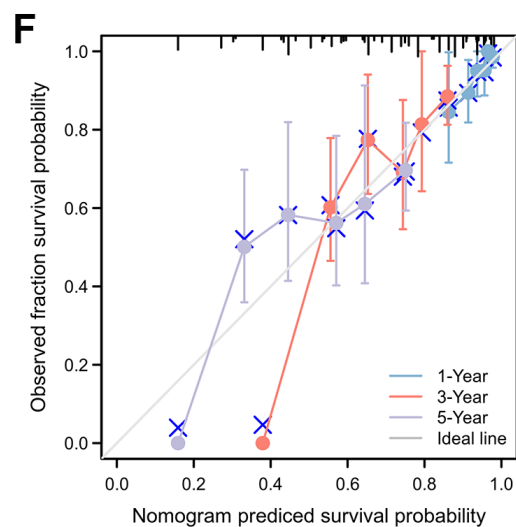 F
Observed fraction survival probability
1.0
0.8
0.6
0.4
0.2
0.0
1-Year
3-Year
5-Year
Ideal line
0.0 0.2 0.4 0.6 0.8 1.0
Nomogram prediced survival probability